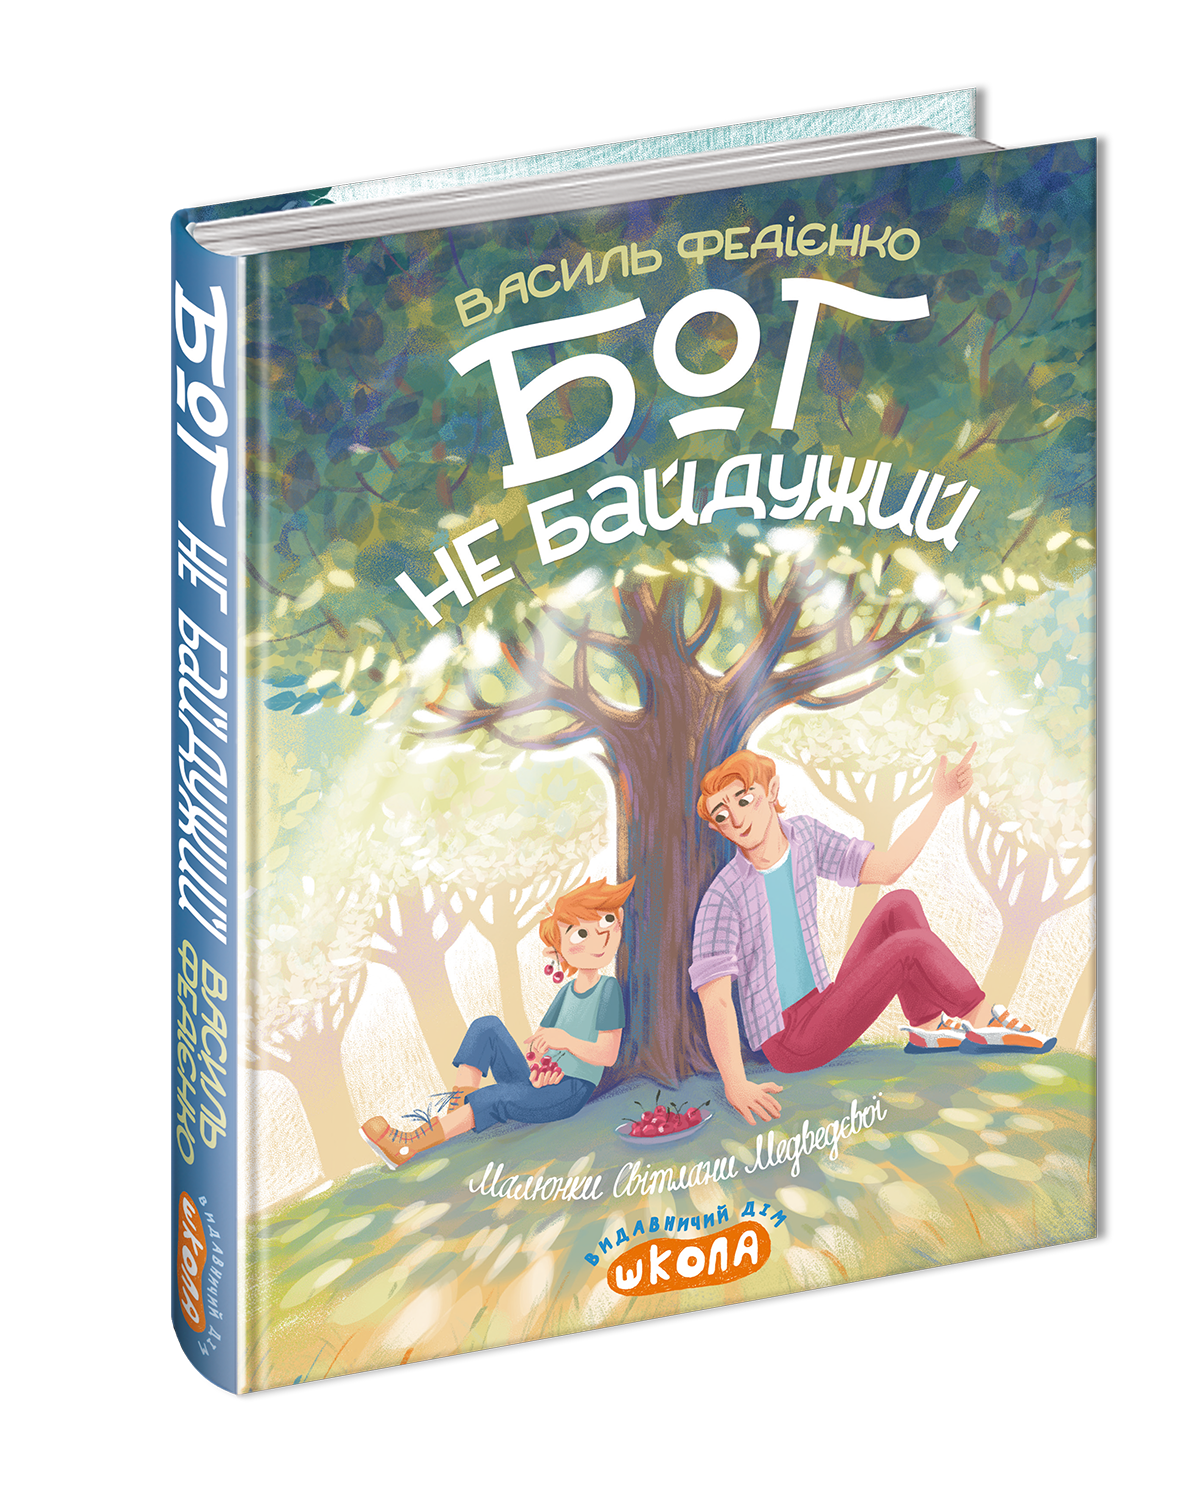 ВАСИЛЬ ФЕДІЄНКО
БОГ
НЕ БАЙДУЖИЙ
Малюнки Світлани Медведєвої
ВИДАВНИЧИЙ ДІМ
ШКОЛА
БОГ НЕ БАЙДУЖИЙ
ВАСИЛЬ
ФЕДІЄНКО
ВИДАВНИЧИЙ ДІМ
ШКОЛА